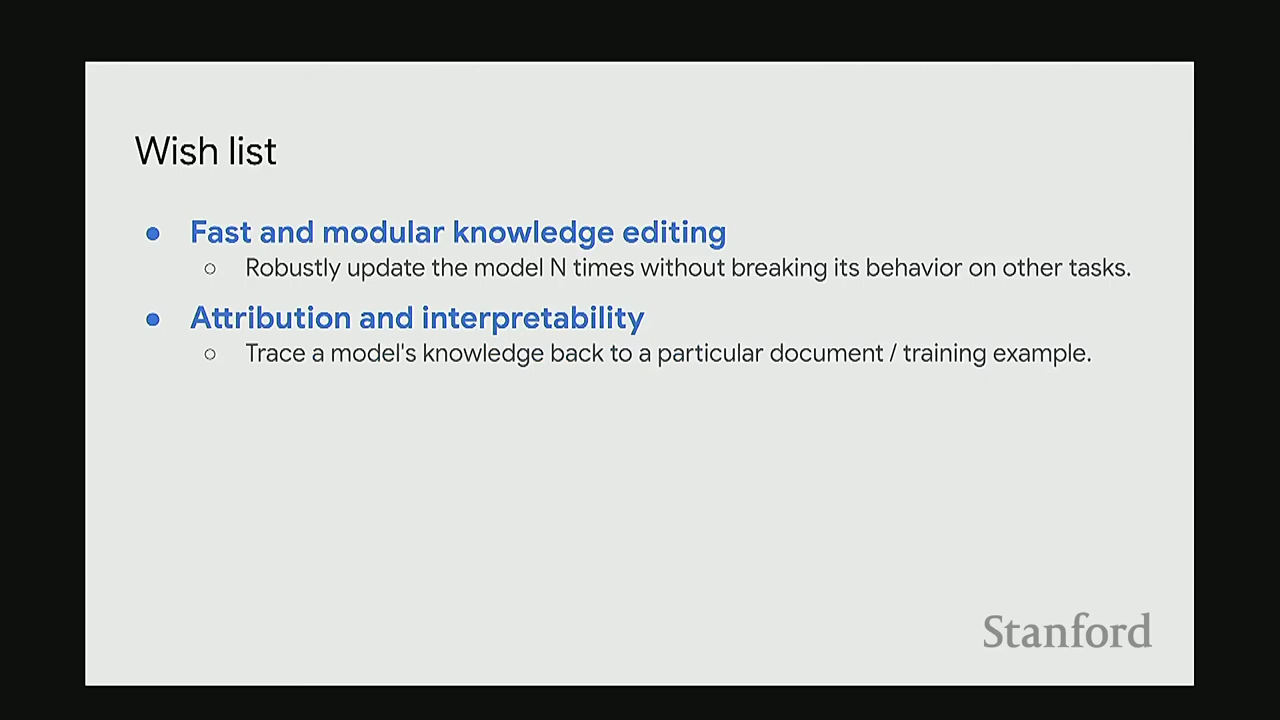 Wish list
● Fast and modular knowledge editing
○ Robustly update the model N times without breaking its behavior on other tasks.
● Attribution and interpretability
○ Trace a model's knowledge back to a particular document / training example.
Stanford